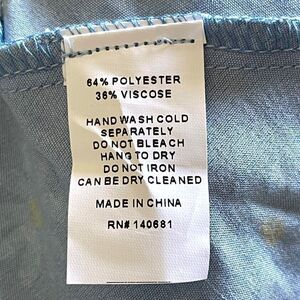 64% POLYESTER
36% VISCOSE
HAND WASH COLD
SEPARATELY
DO NOT BLEACH
HANG TO DRY
DO NOT IRON
CAN BE DRY CLEANED
MADE IN CHINA
RN# 140681